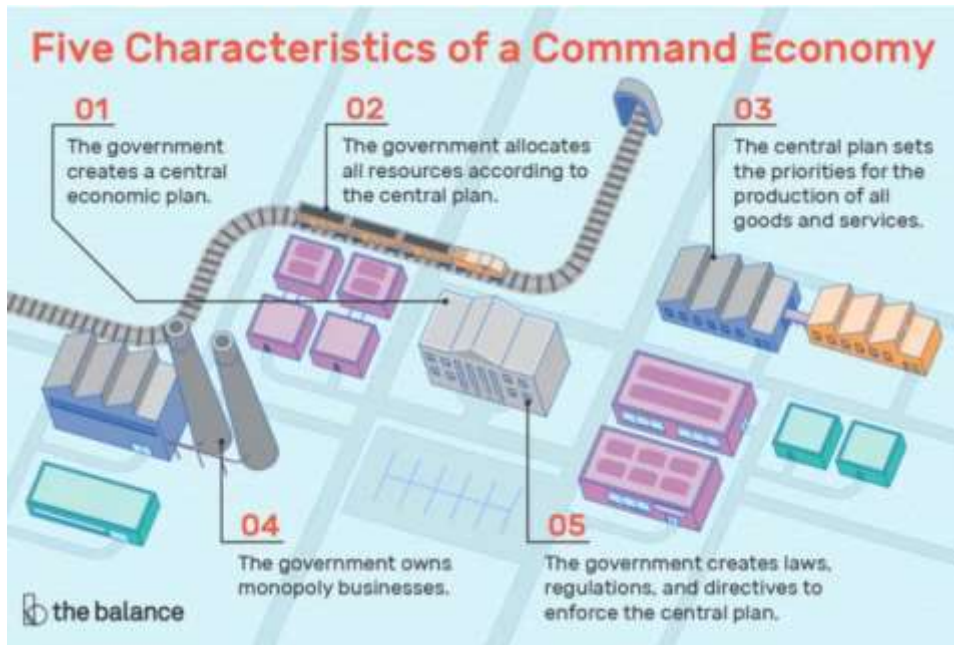 Five Characteristics of a Command Economy
01
The government
creates a central
economic plan.
02
The government allocates
all resources according to
the central plan.
03
The central plan sets
the priorities for the
production of all
goods and services.
04
The government owns
monopoly businesses.
05
The government creates laws,
regulations, and directives to
enforce the central plan.
the balance